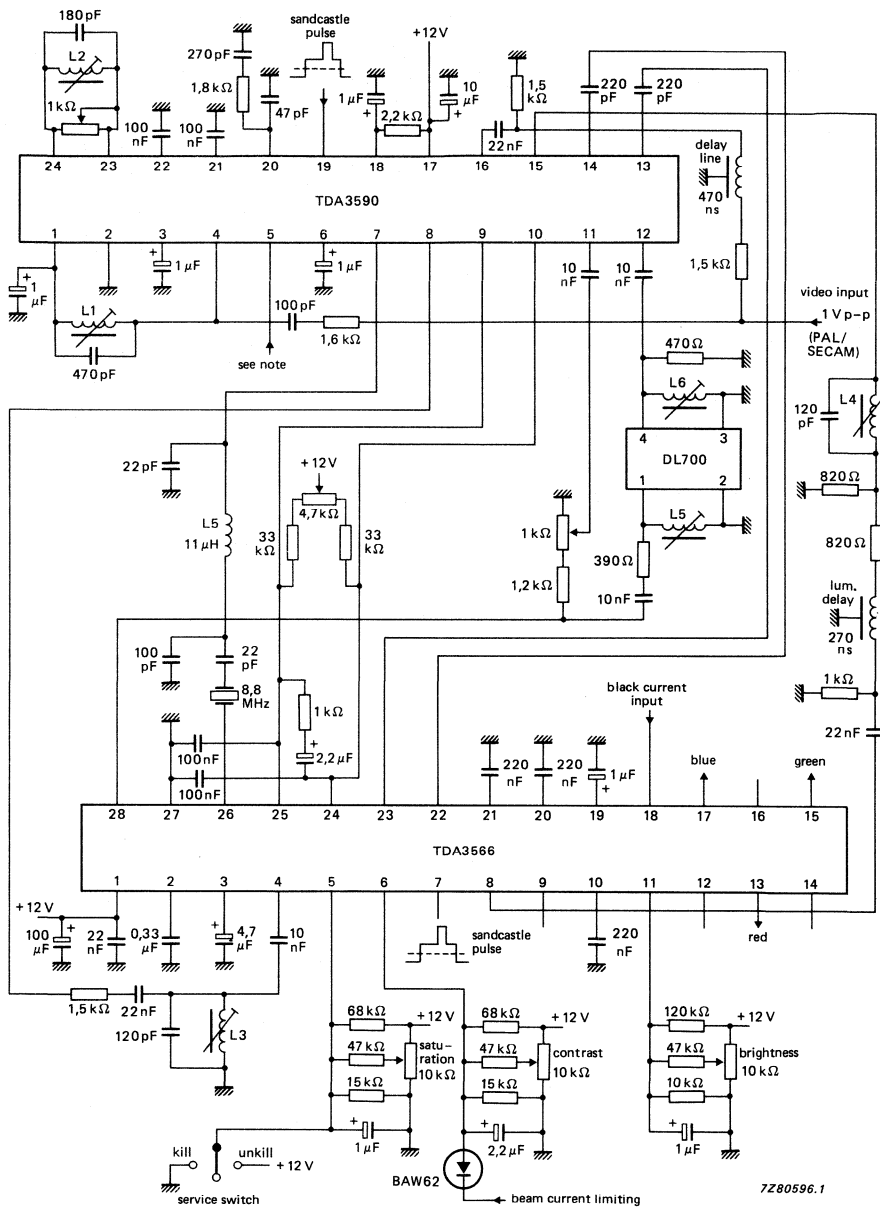 180 pF
L2
1 kΩ
270 pF
1,8 kΩ
47 pF
sandcastle
pulse
1 μF
+12 V
10
μF
2,2 kΩ
1,5
kΩ
22 nF
220
pF
220
pF
100
nF
100
nF
24 23 22 21 20 19 18 17 16 15 14 13
TDA3590
1 2 3 4 5 6 7 8 9 10 11 12
delay
line
470
ns
1,5 kΩ
+
1
μF
L1
470 pF
+
1 μF
+
1 μF
100 pF
1,6 kΩ
see note
10
nF
10
nF
video input
1 V p-p
(PAL/
SECAM)
470 Ω
L6
4 3
DL700
1 2
L5
390 Ω
10 nF
120
pF
L4
820 Ω
820
Ω
lum.
delay
270
ns
1 kΩ
22 nF
22 pF
L5
11 μH
+12 V
4,7 kΩ
33
kΩ
33
kΩ
1 kΩ
1,2 kΩ
100
pF
22
pF
8,8
MHz
1 kΩ
+
2,2 μF
100 nF
100 nF
220
nF
220
nF
1 μF
+
black current
input
blue
green
28 27 26 25 24 23 22 21 20 19 18 17 16 15
TDA3566
1 2 3 4 5 6 7 8 9 10 11 12 13 14
+12 V
100
μF
+
22
nF
0,33
μF
+
4,7
μF
10
nF
sandcastle
pulse
220
nF
red
1,5 kΩ
22 nF
120 pF
L3
68 kΩ
+ 12 V
47 kΩ
satu-
ration
10 kΩ
15 kΩ
+
1 μF
68 kΩ
+ 12 V
47 kΩ
contrast
10 kΩ
15 kΩ
+
2,2 μF
120 kΩ
+ 12 V
47 kΩ
brightness
10 kΩ
10 kΩ
+
1 μF
kill
unkill
+ 12 V
service switch
BAW62
beam current limiting
7Z80596.1